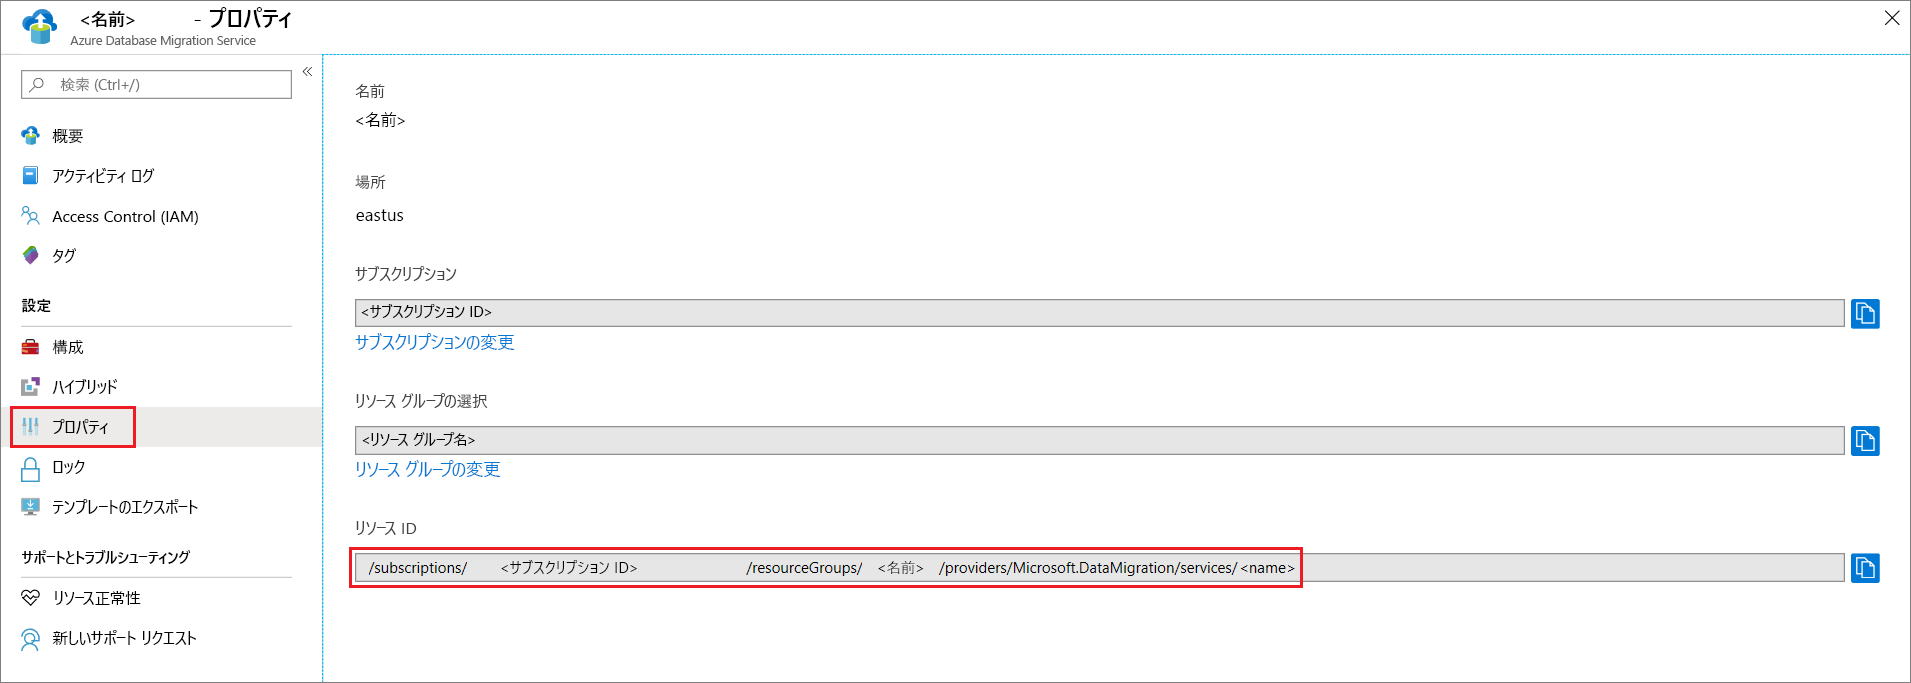 <名前> - プロパティ
Azure Database Migration Service
検索 (Ctrl+/)
概要
アクティビティ ログ
Access Control (IAM)
タグ
設定
構成
ハイブリッド
プロパティ
ロック
テンプレートのエクスポート
サポートとトラブルシューティング
リソース正常性
新しいサポート リクエスト
名前
<名前>
場所
eastus
サブスクリプション
<サブスクリプション ID>
サブスクリプションの変更
リソース グループの選択
<リソース グループ名>
リソース グループの変更
リソース ID
/subscriptions/ <サブスクリプション ID> /resourceGroups/ <名前> /providers/Microsoft.DataMigration/services/ <name>